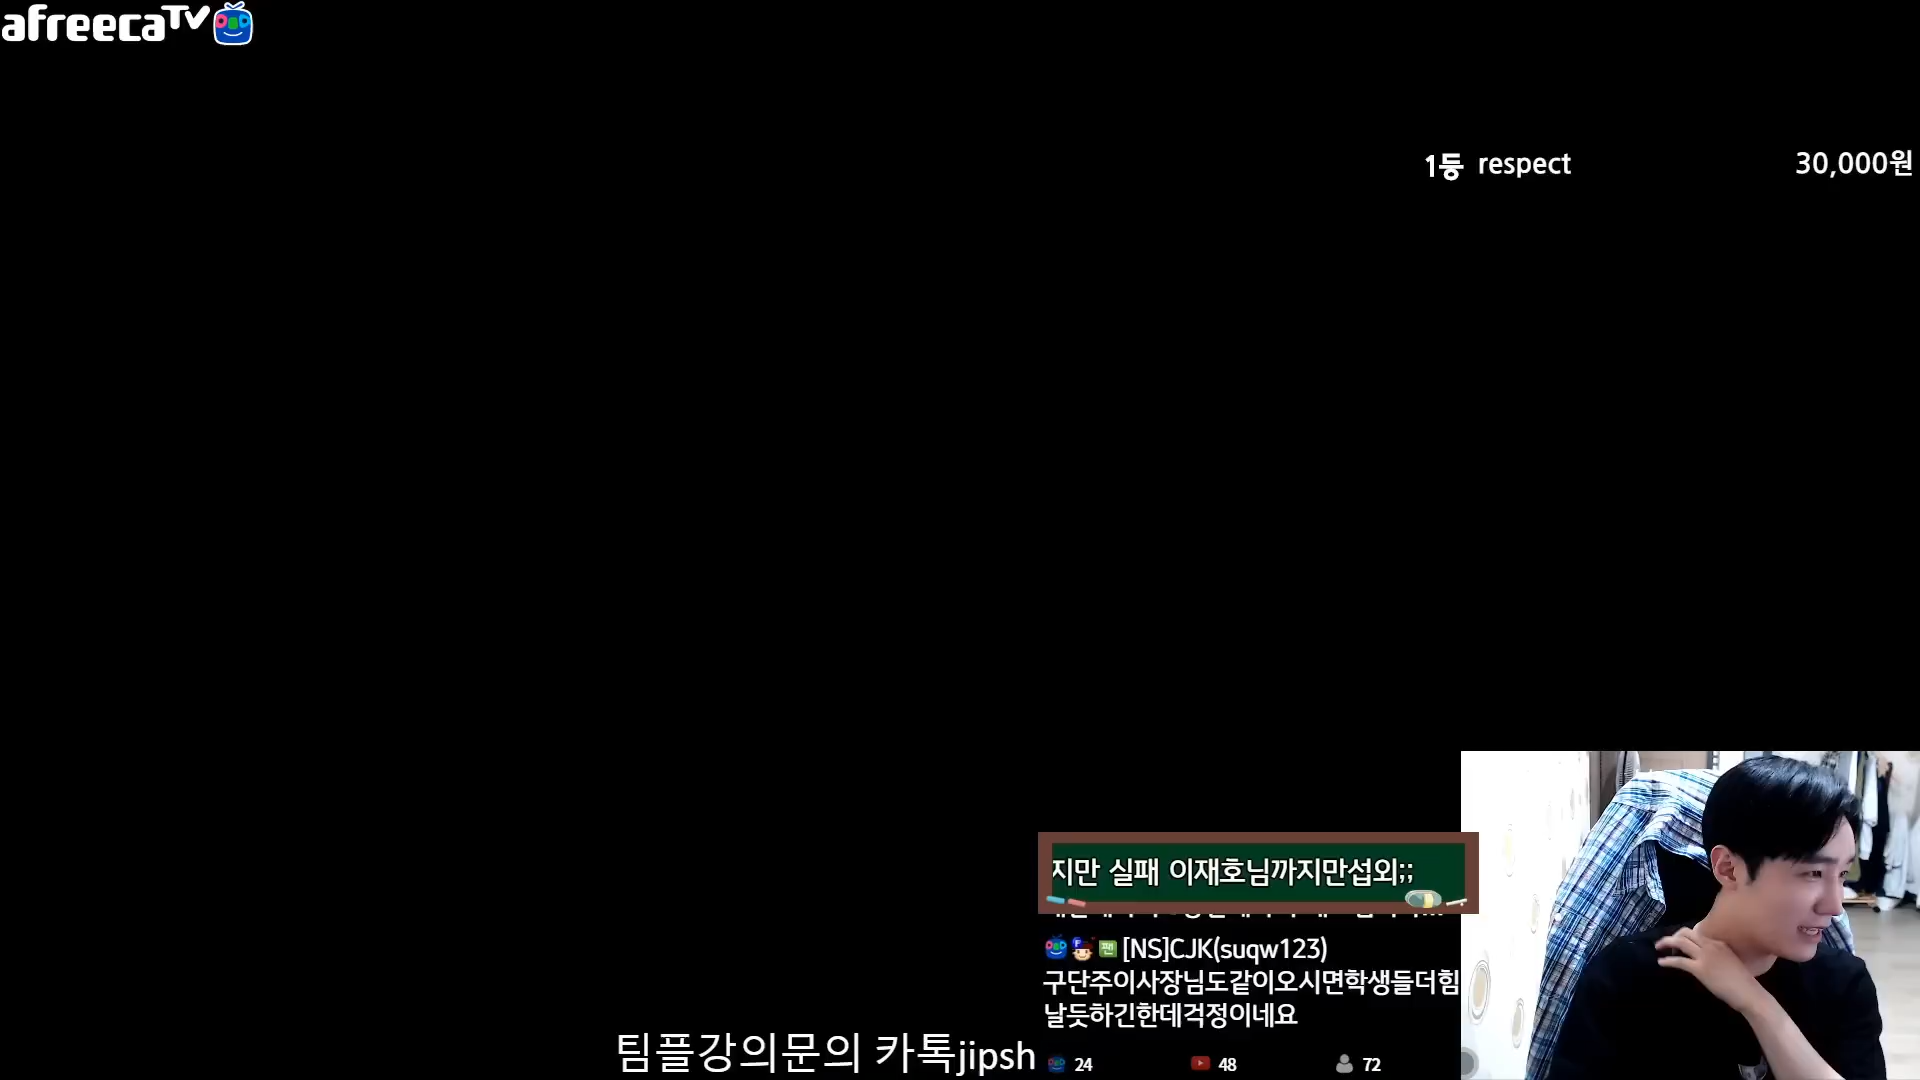 afreecaTV
1등 respect 30,000원
지만 실패 이재호님까지만섭외;;
팬 [NS]CJK(suqw123)
구단주이사장님도같이오시면학생들더힘
날듯하긴한데걱정이네요
팀플강의문의 카톡jipsh
24 48 72